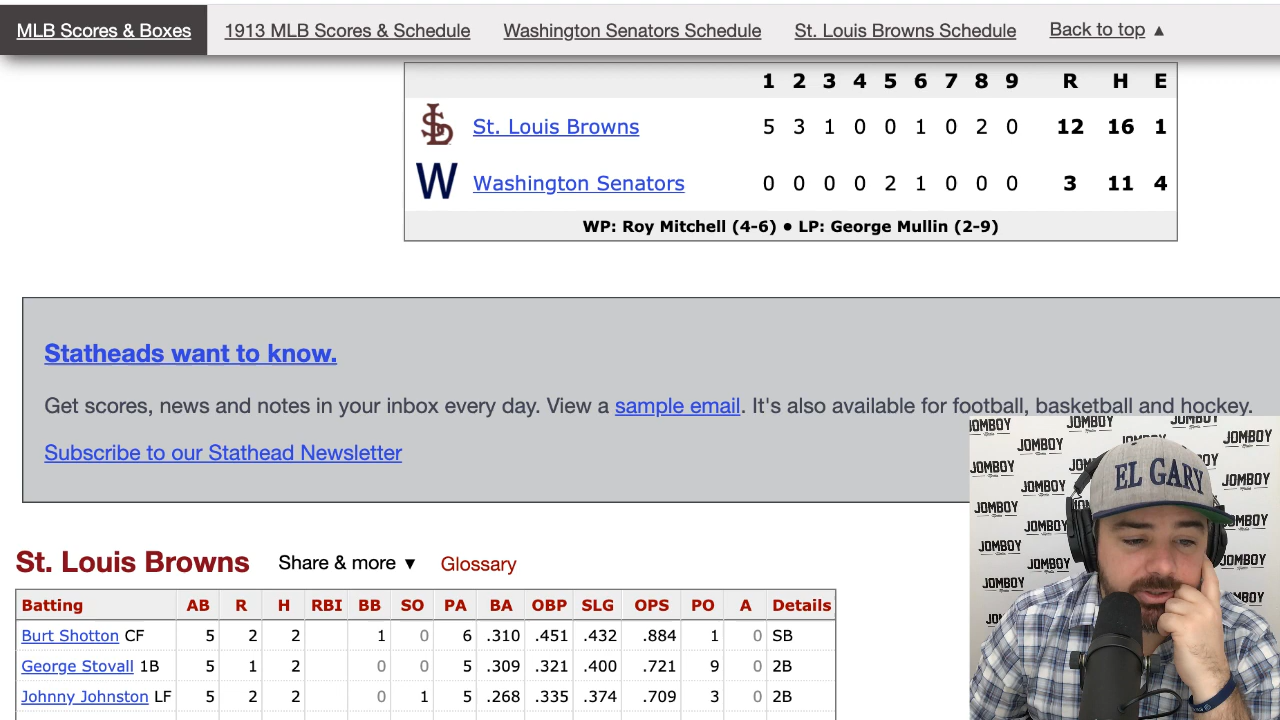 MLB Scores & Boxes 1913 MLB Scores & Schedule Washington Senators Schedule St. Louis Browns Schedule Back to top ▲
1 2 3 4 5 6 7 8 9 R H E
St. Louis Browns 5 3 1 0 0 1 0 2 0 12 16 1
W Washington Senators 0 0 0 0 2 1 0 0 0 3 11 4
WP: Roy Mitchell (4-6) • LP: George Mullin (2-9)
Statheads want to know.
Get scores, news and notes in your inbox every day. View a sample email. It's also available for football, basketball and hockey.
Subscribe to our Stathead Newsletter
JOMBOY
EL GARY
St. Louis Browns Share & more ▼ Glossary
Batting AB R H RBI BB SO PA BA OBP SLG OPS PO A Details
Burt Shotton CF 5 2 2 1 0 6 .310 .451 .432 .884 1 0 SB
George Stovall 1B 5 1 2 0 0 5 .309 .321 .400 .721 9 0 2B
Johnny Johnston LF 5 2 2 0 1 5 .268 .335 .374 .709 3 0 2B